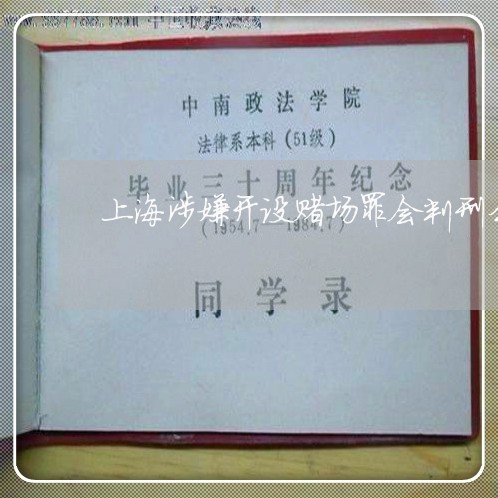 中南政法学院
法律系本科(51级)
毕业三十周年纪念
上海涉嫌开设赌场罪会判刑
(1954.7—1984.7)
同学录